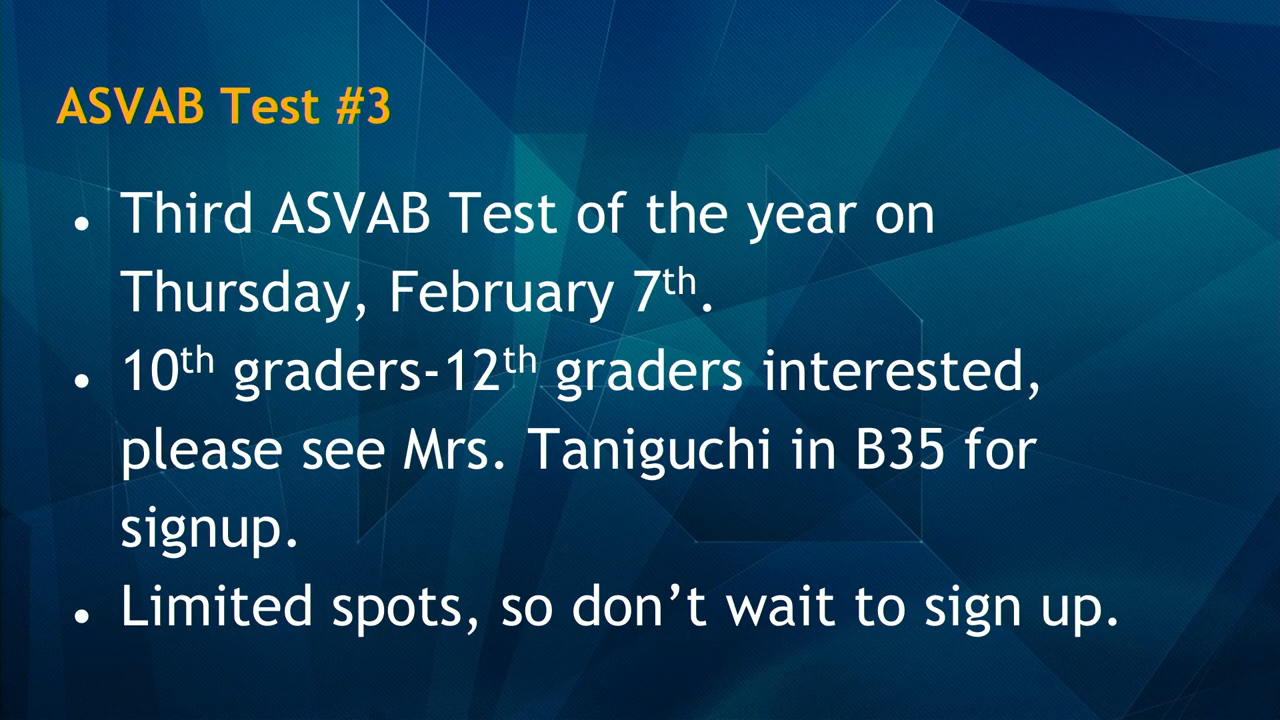 ASVAB Test #3
• Third ASVAB Test of the year on
Thursday, February 7th.
• 10th graders-12th graders interested,
please see Mrs. Taniguchi in B35 for
signup.
• Limited spots, so don’t wait to sign up.